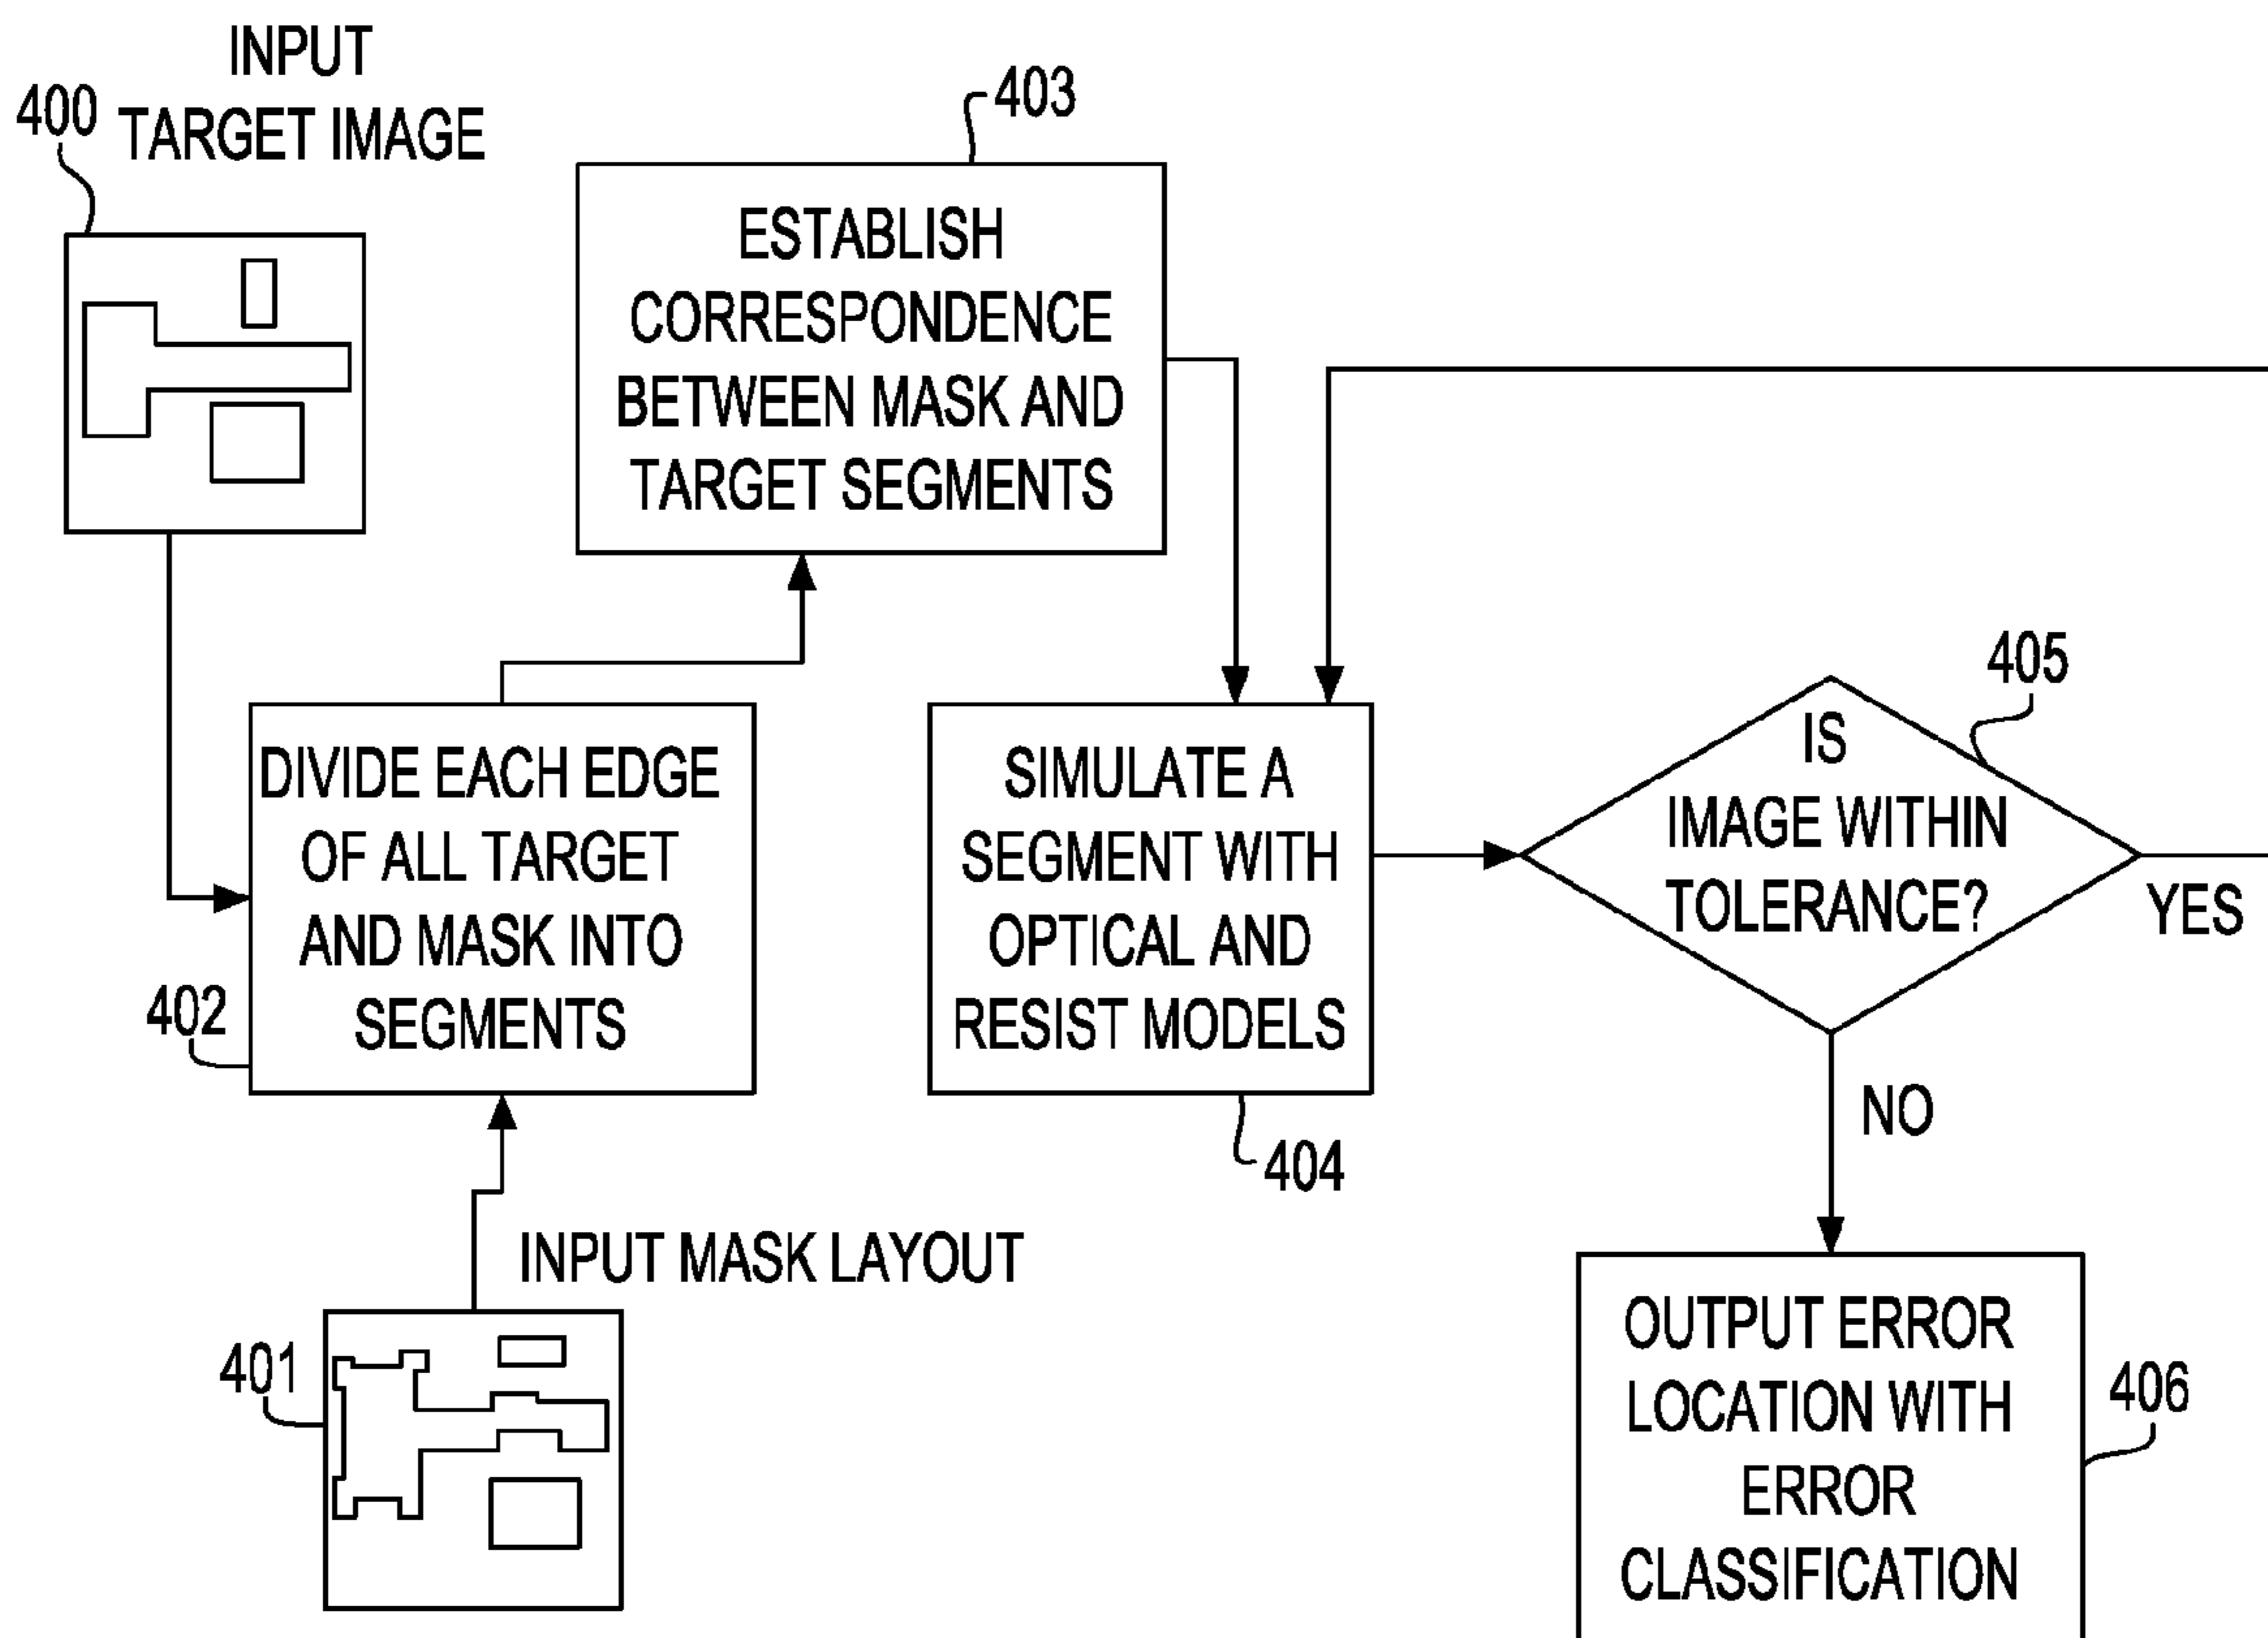 INPUT
TARGET IMAGE
400
403
ESTABLISH
CORRESPONDENCE
BETWEEN MASK AND
TARGET SEGMENTS
DIVIDE EACH EDGE
OF ALL TARGET
AND MASK INTO
SEGMENTS
402
SIMULATE A
SEGMENT WITH
OPTICAL AND
RESIST MODELS
404
405
IS
IMAGE WITHIN
TOLERANCE?
YES
NO
INPUT MASK LAYOUT
401
OUTPUT ERROR
LOCATION WITH
ERROR
CLASSIFICATION
406